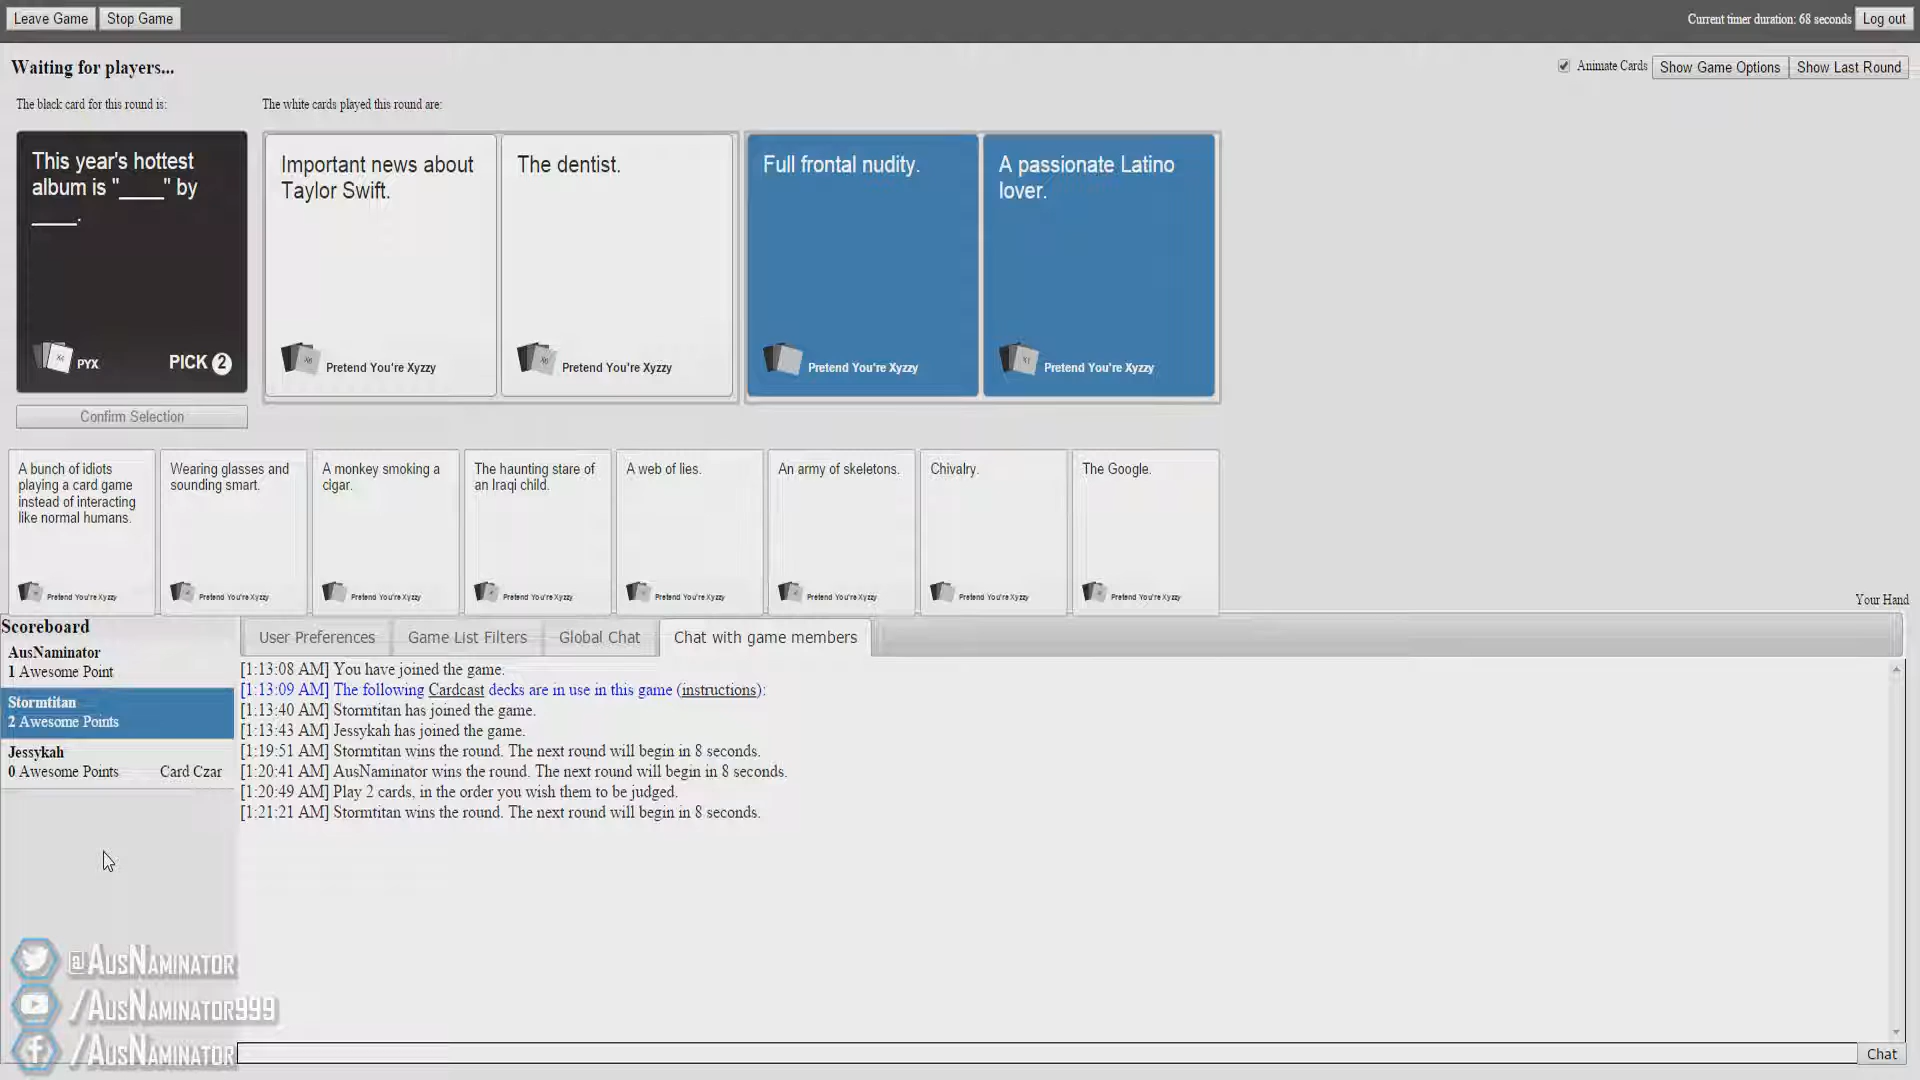 Leave Game
Stop Game
Current timer duration: 68 seconds
Log out
Waiting for players...
Animate Cards
Show Game Options
Show Last Round
The black card for this round is:
The white cards played this round are:
This year's hottest
album is "____" by
____.
PYX
PICK 2
Important news about
Taylor Swift.
Pretend You're Xyzzy
The dentist.
Pretend You're Xyzzy
Full frontal nudity.
Pretend You're Xyzzy
A passionate Latino
lover.
Pretend You're Xyzzy
Confirm Selection
A bunch of idiots
playing a card game
instead of interacting
like normal humans.
Pretend You're Xyzzy
Wearing glasses and
sounding smart.
Pretend You're Xyzzy
A monkey smoking a
cigar.
Pretend You're Xyzzy
The haunting stare of
an Iraqi child.
Pretend You're Xyzzy
A web of lies.
Pretend You're Xyzzy
An army of skeletons.
Pretend You're Xyzzy
Chivalry.
Pretend You're Xyzzy
The Google.
Pretend You're Xyzzy
Your Hand
Scoreboard
AusNaminator
1 Awesome Point
Stormtitan
2 Awesome Points
Jessykah
0 Awesome Points
Card Czar
User Preferences
Game List Filters
Global Chat
Chat with game members
[1:13:08 AM] You have joined the game.
[1:13:09 AM] The following Cardcast decks are in use in this game (instructions):
[1:13:40 AM] Stormtitan has joined the game.
[1:13:43 AM] Jessykah has joined the game.
[1:19:51 AM] Stormtitan wins the round. The next round will begin in 8 seconds.
[1:20:41 AM] AusNaminator wins the round. The next round will begin in 8 seconds.
[1:20:49 AM] Play 2 cards, in the order you wish them to be judged.
[1:21:21 AM] Stormtitan wins the round. The next round will begin in 8 seconds.
@AusNaminator
/AusNaminator999
/AusNaminator
Chat